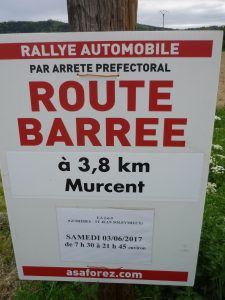 RALLYE AUTOMOBILE
PAR ARRETE PREFECTORAL
ROUTE
BARREE
à 3,8 km
Murcent
SAMEDI 03/06/2017
de 7 h 30 à 21 h 45 environ
asaforez.com